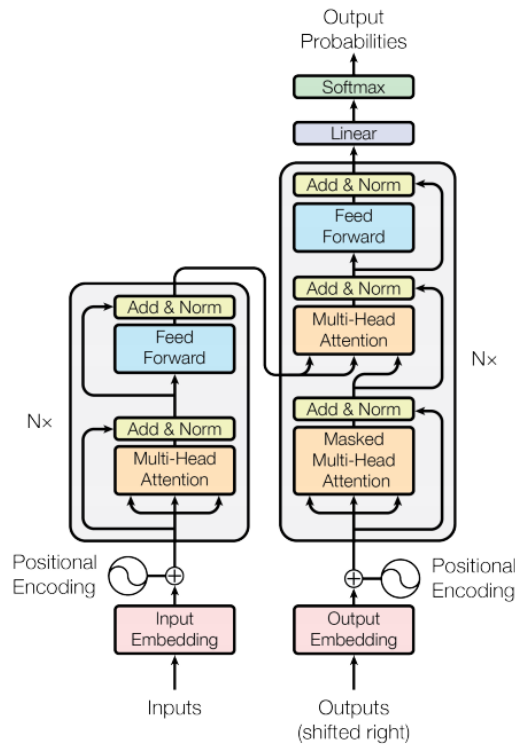 Output
Probabilities
Softmax
Linear
Add & Norm
Feed
Forward
Add & Norm
Multi-Head
Attention
Add & Norm
Masked
Multi-Head
Attention
N×
Add & Norm
Feed
Forward
Add & Norm
Multi-Head
Attention
N×
Positional
Encoding
Positional
Encoding
Input
Embedding
Output
Embedding
Inputs
Outputs
(shifted right)